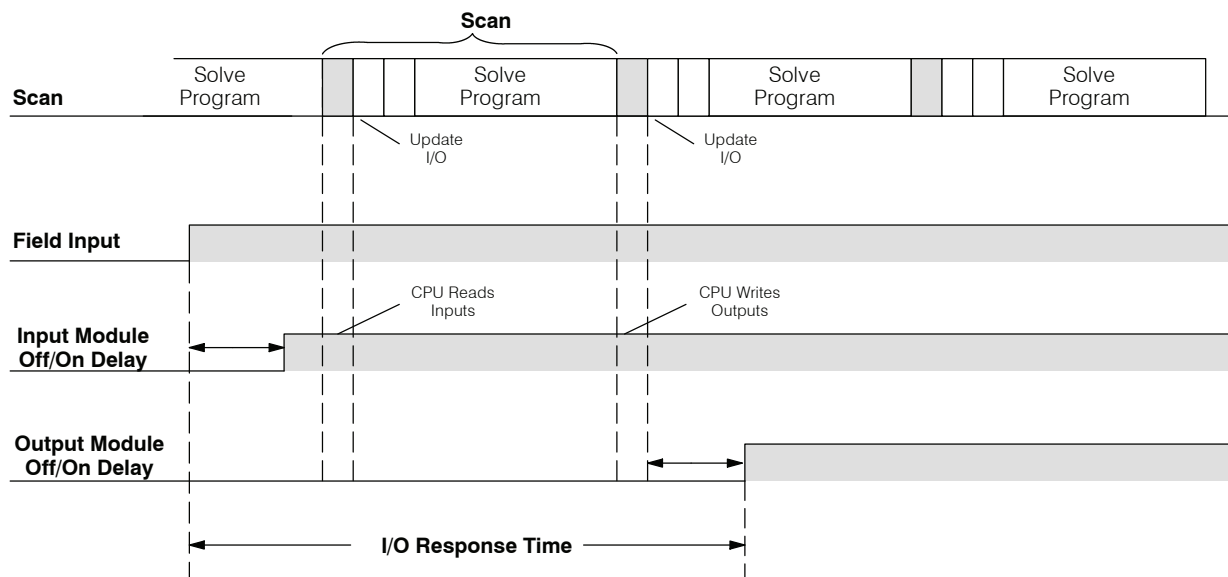 Scan
Scan
Solve
Program
Solve
Program
Solve
Program
Solve
Program
Update
I/O
Update
I/O
Field Input
CPU Reads
Inputs
CPU Writes
Outputs
Input Module
Off/On Delay
Output Module
Off/On Delay
I/O Response Time